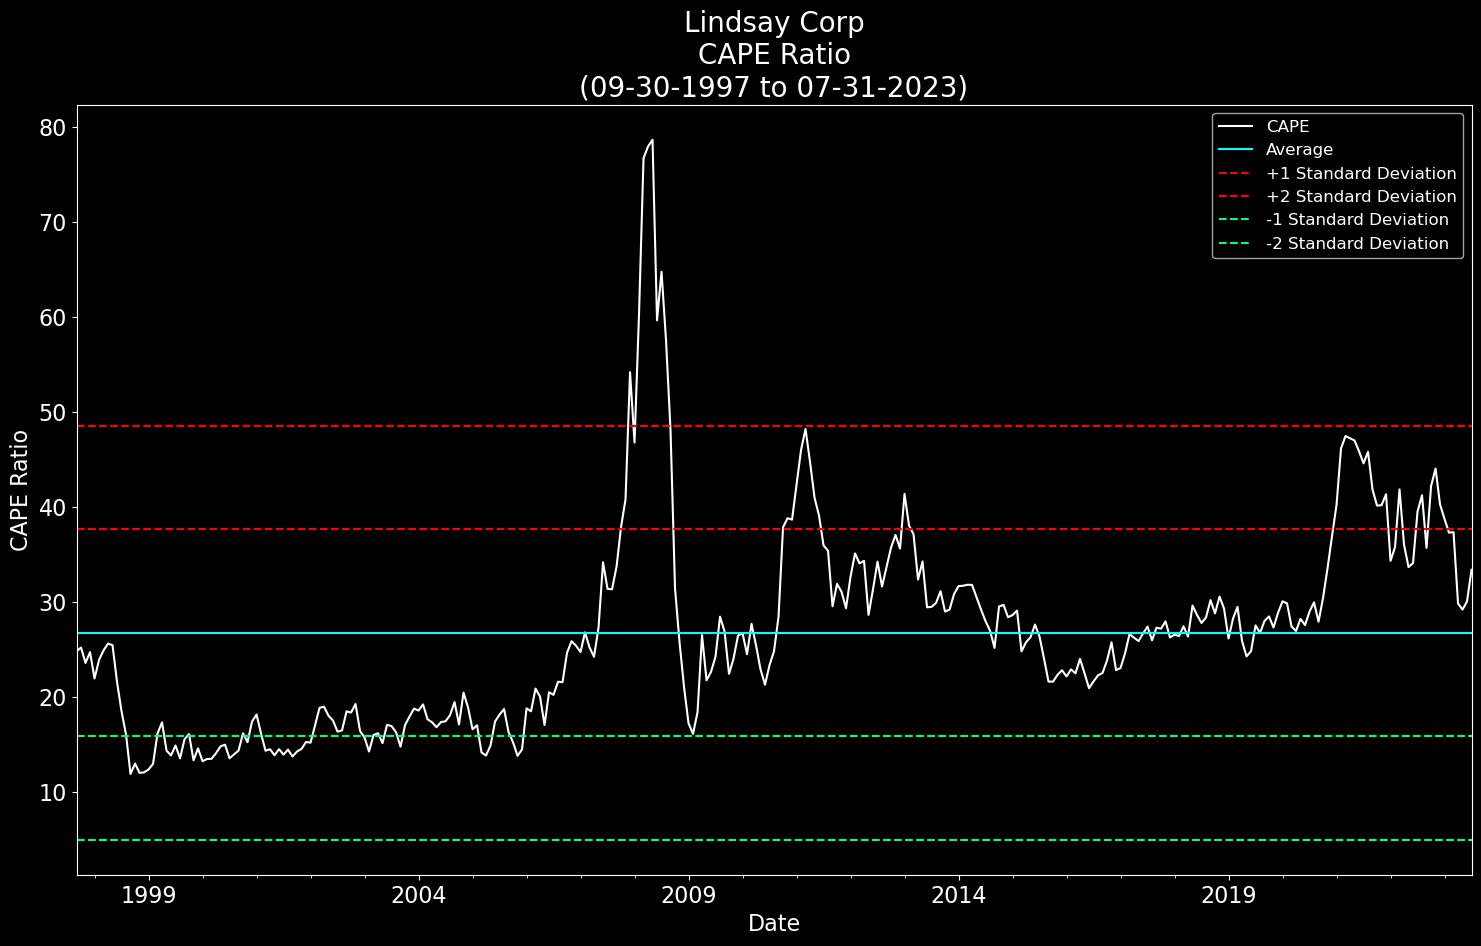 Lindsay Corp
CAPE Ratio
(09-30-1997 to 07-31-2023)
CAPE
Average
+1 Standard Deviation
+2 Standard Deviation
-1 Standard Deviation
-2 Standard Deviation
80
70
60
50
40
30
20
10
CAPE Ratio
1999
2004
2009
2014
2019
Date